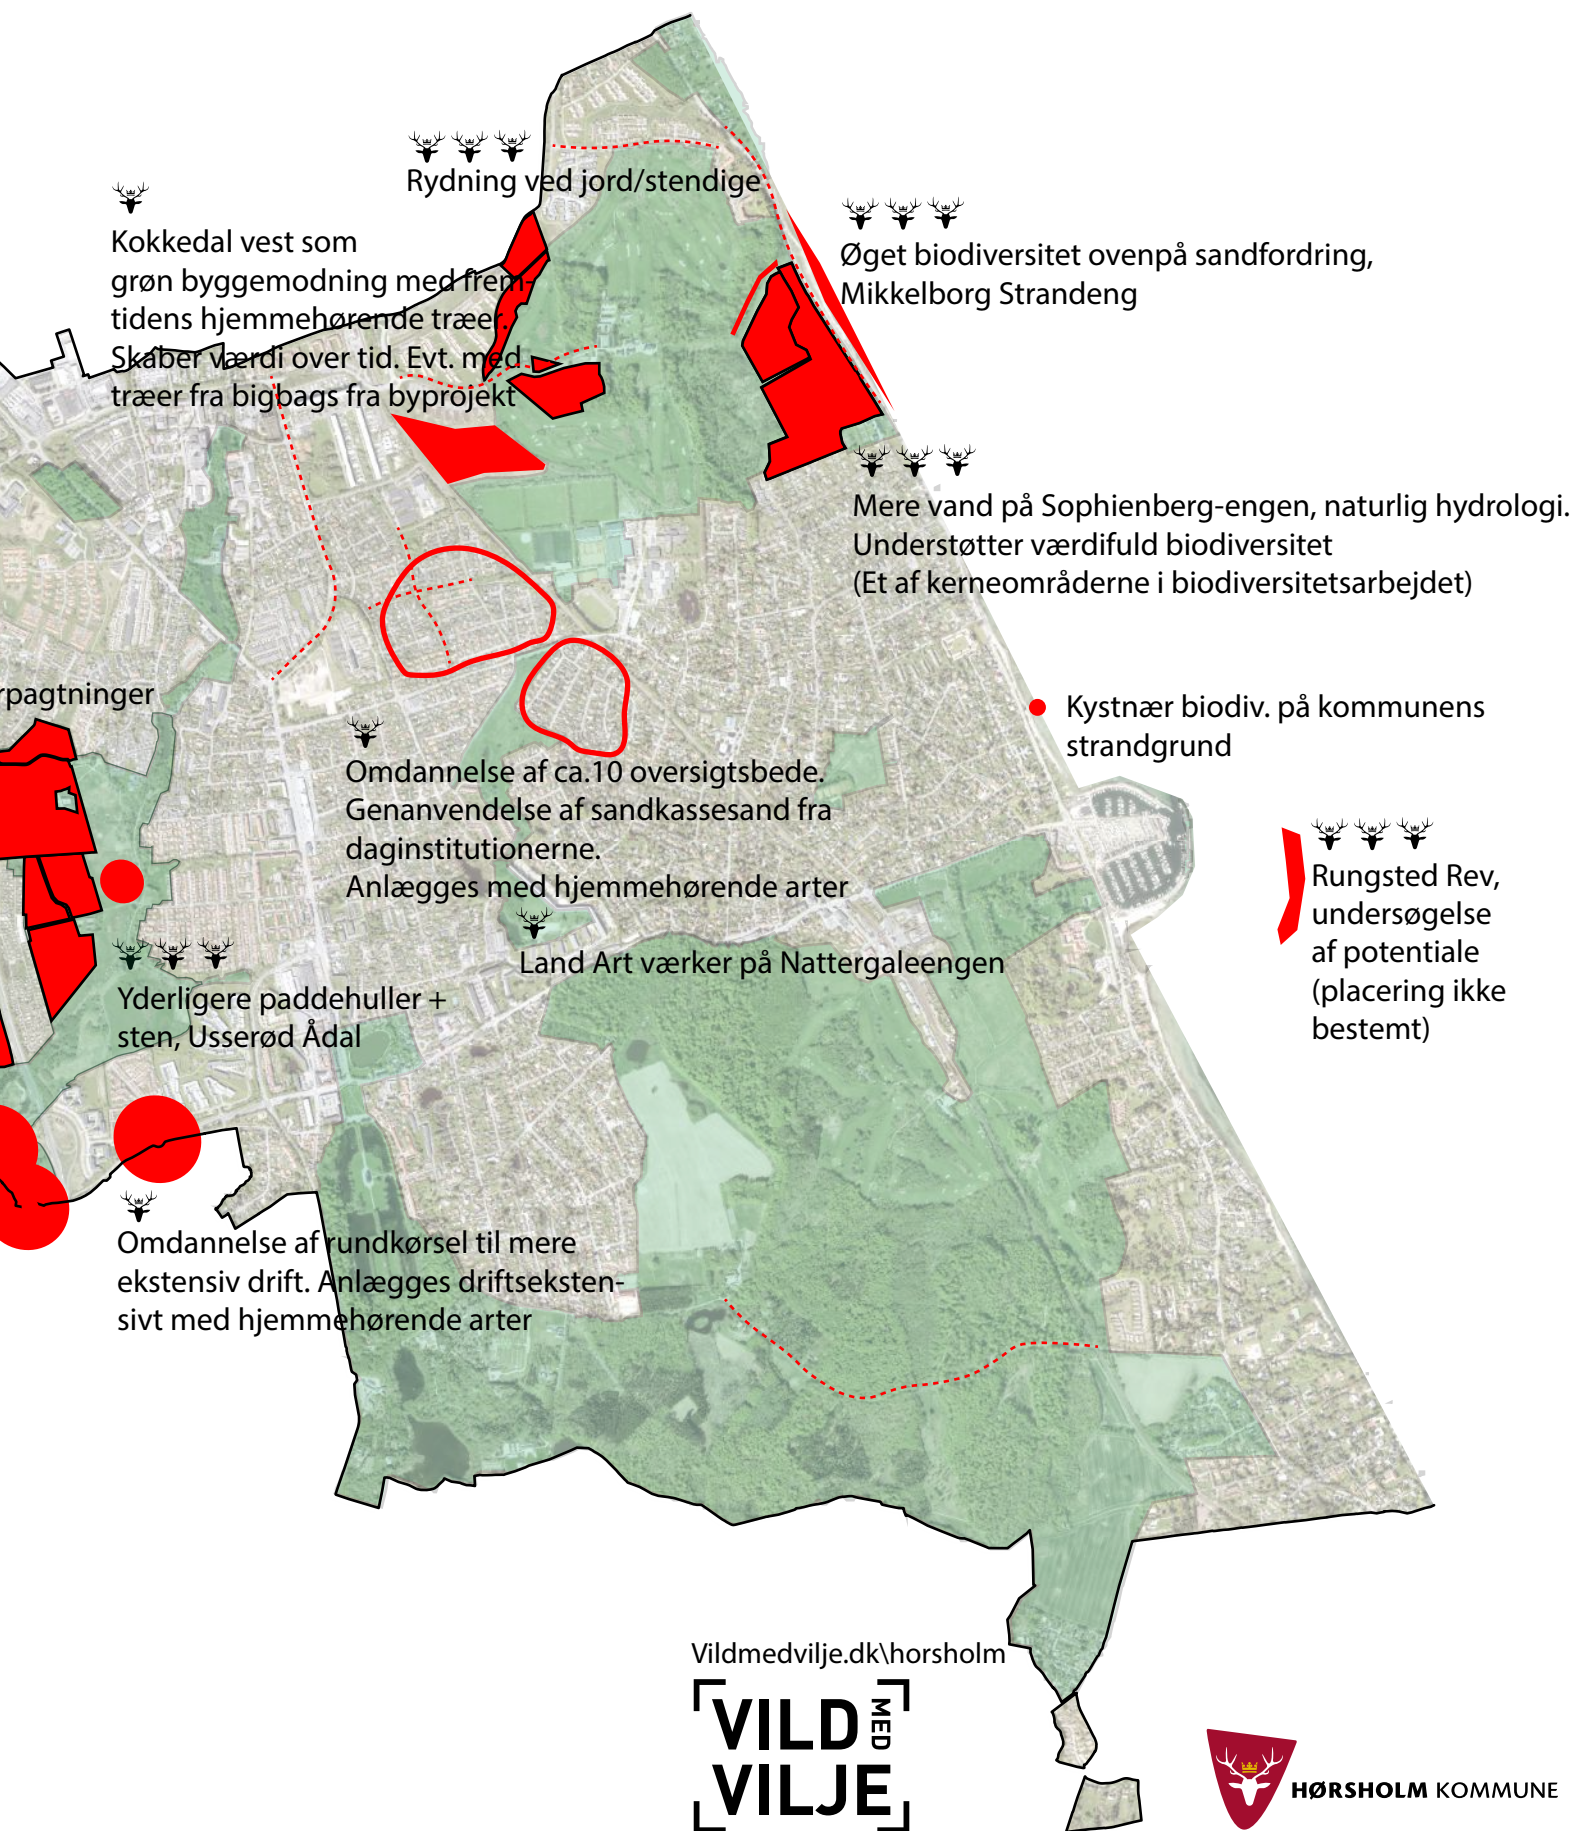 Rydning ved jord/stendige
Kokkedal vest som
grøn byggemodning med frem-
tidens hjemmehørende træer.
Skaber værdi over tid. Evt. med
træer fra bigbags fra byprojekt
Øget biodiversitet ovenpå sandfordring,
Mikkelborg Strandeng
Mere vand på Sophienberg-engen, naturlig hydrologi.
Understøtter værdifuld biodiversitet
(Et af kerneområderne i biodiversitetsarbejdet)
rpagtninger
Kystnær biodiv. på kommunens
strandgrund
Omdannelse af ca.10 oversigtsbede.
Genanvendelse af sandkassesand fra
daginstitutionerne.
Anlægges med hjemmehørende arter
Rungsted Rev,
undersøgelse
af potentiale
(placering ikke
bestemt)
Land Art værker på Nattergaleengen
Yderligere paddehuller +
sten, Usserød Ådal
Omdannelse af rundkørsel til mere
ekstensiv drift. Anlægges driftseksten-
sivt med hjemmehørende arter
Vildmedvilje.dk\horsholm
VILD MED
VILJE
HØRSHOLM KOMMUNE